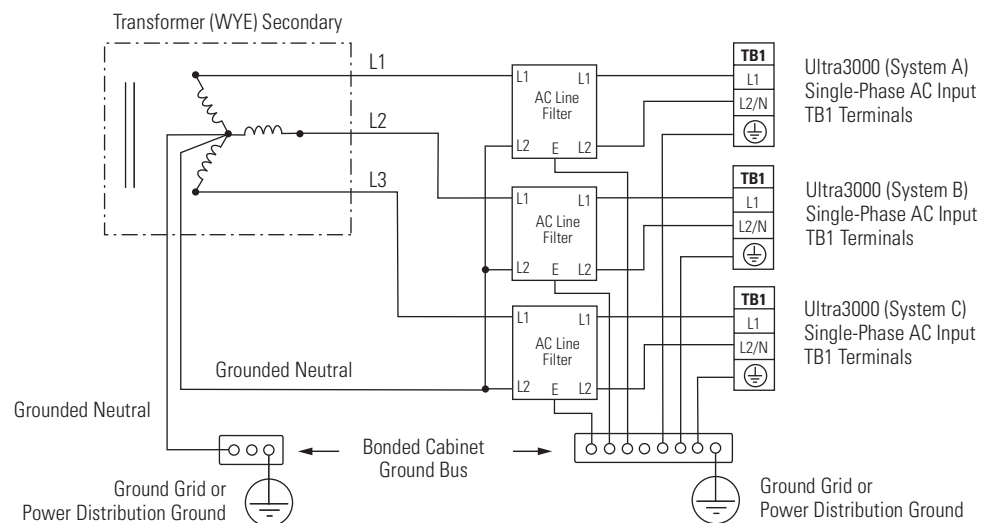 Transformer (WYE) Secondary
L1
L2
L3
L1
L1
AC Line
Filter
L2
E
L2
TB1
L1
L2/N
Ultra3000 (System A)
Single-Phase AC Input
TB1 Terminals
L1
L1
AC Line
Filter
L2
E
L2
TB1
L1
L2/N
Ultra3000 (System B)
Single-Phase AC Input
TB1 Terminals
L1
L1
AC Line
Filter
L2
E
L2
TB1
L1
L2/N
Ultra3000 (System C)
Single-Phase AC Input
TB1 Terminals
Grounded Neutral
Grounded Neutral
Bonded Cabinet
Ground Bus
Ground Grid or
Power Distribution Ground
Ground Grid or
Power Distribution Ground